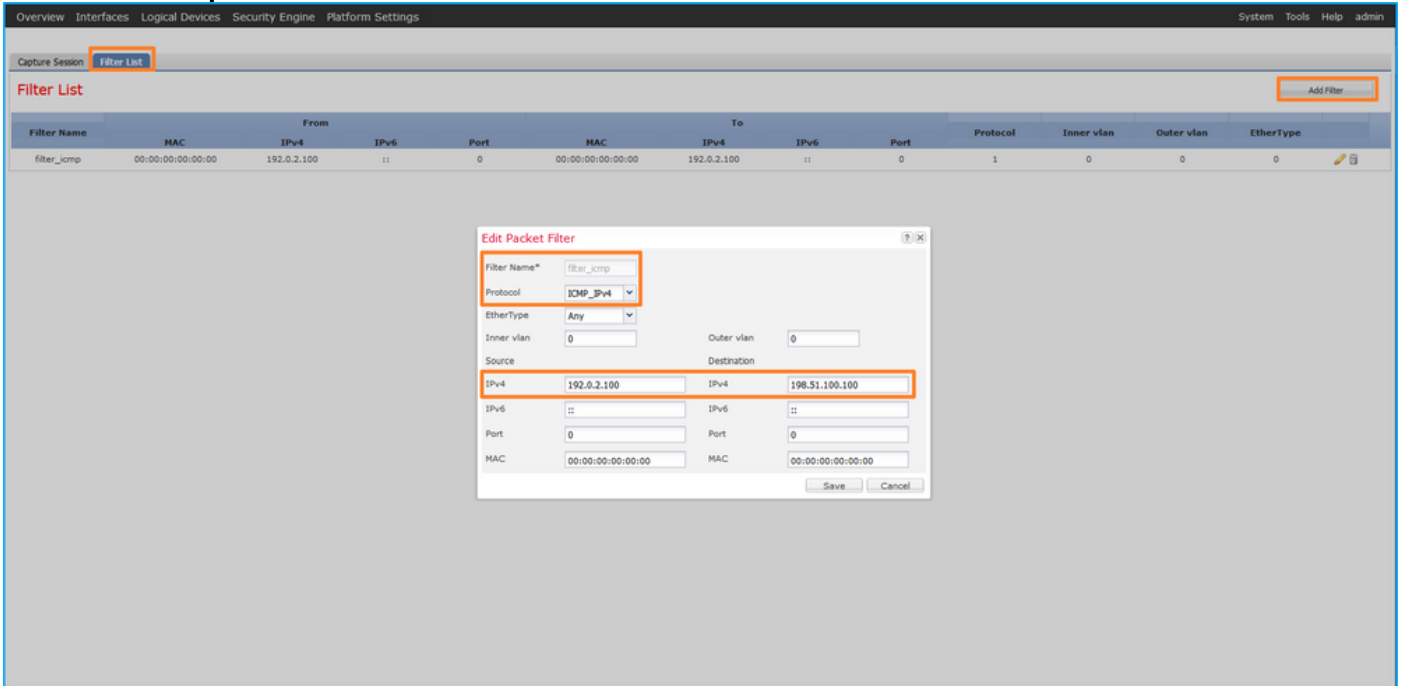 Overview Interfaces Logical Devices Security Engine Platform Settings System Tools Help admin
Capture Session Filter List
Filter List Add Filter
Filter Name From To Protocol Inner vlan Outer vlan EtherType
MAC IPv4 IPv6 Port MAC IPv4 IPv6 Port
filter_icmp 00:00:00:00:00:00 192.0.2.100 :: 0 00:00:00:00:00:00 192.0.2.100 :: 0 1 0 0 0
Edit Packet Filter ? X
Filter Name* filter_icmp
Protocol ICMP_IPv4
EtherType Any
Inner vlan 0 Outer vlan 0
Source Destination
IPv4 192.0.2.100 IPv4 198.51.100.100
IPv6 :: IPv6 ::
Port 0 Port 0
MAC 00:00:00:00:00:00 MAC 00:00:00:00:00:00
Save Cancel